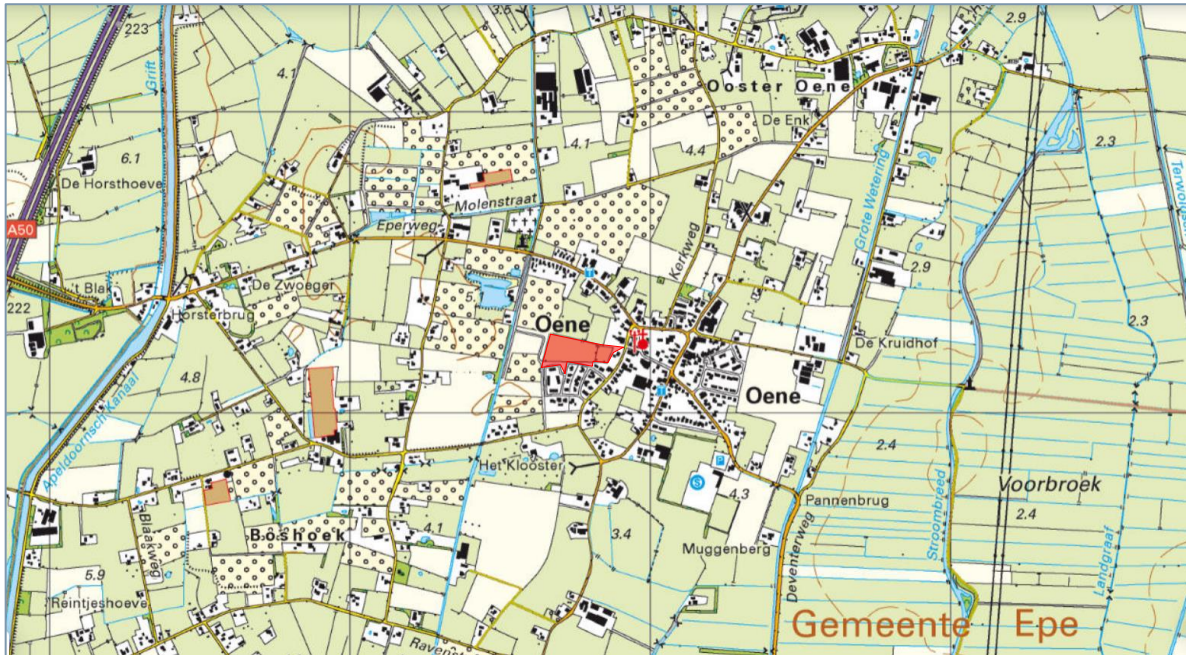 223
Grift
3.5
2.9
4.1
Ooster Oene
De Enk
6.1
De Horsthoeve
4.1
4.4
2.3
Molenstraat
Grote Wetering
Eperweg
A50
Kerkweg
't Blak
De Zwoeger
2.9
222
Horsterbrug
5.
Oene
2.3
De Kruidhof
4.8
Oene
Apeldoornsch Kanaal
2.4
Het Klooster
P
S
4.3
Voorbroek
Pannenbrug
2.4
Stroombreed
Blaakweg
Boshoek
4.1
3.4
Muggenberg
Deventerweg
Landgraaf
5.9
Reintjeshoeve
Gemeente Epe